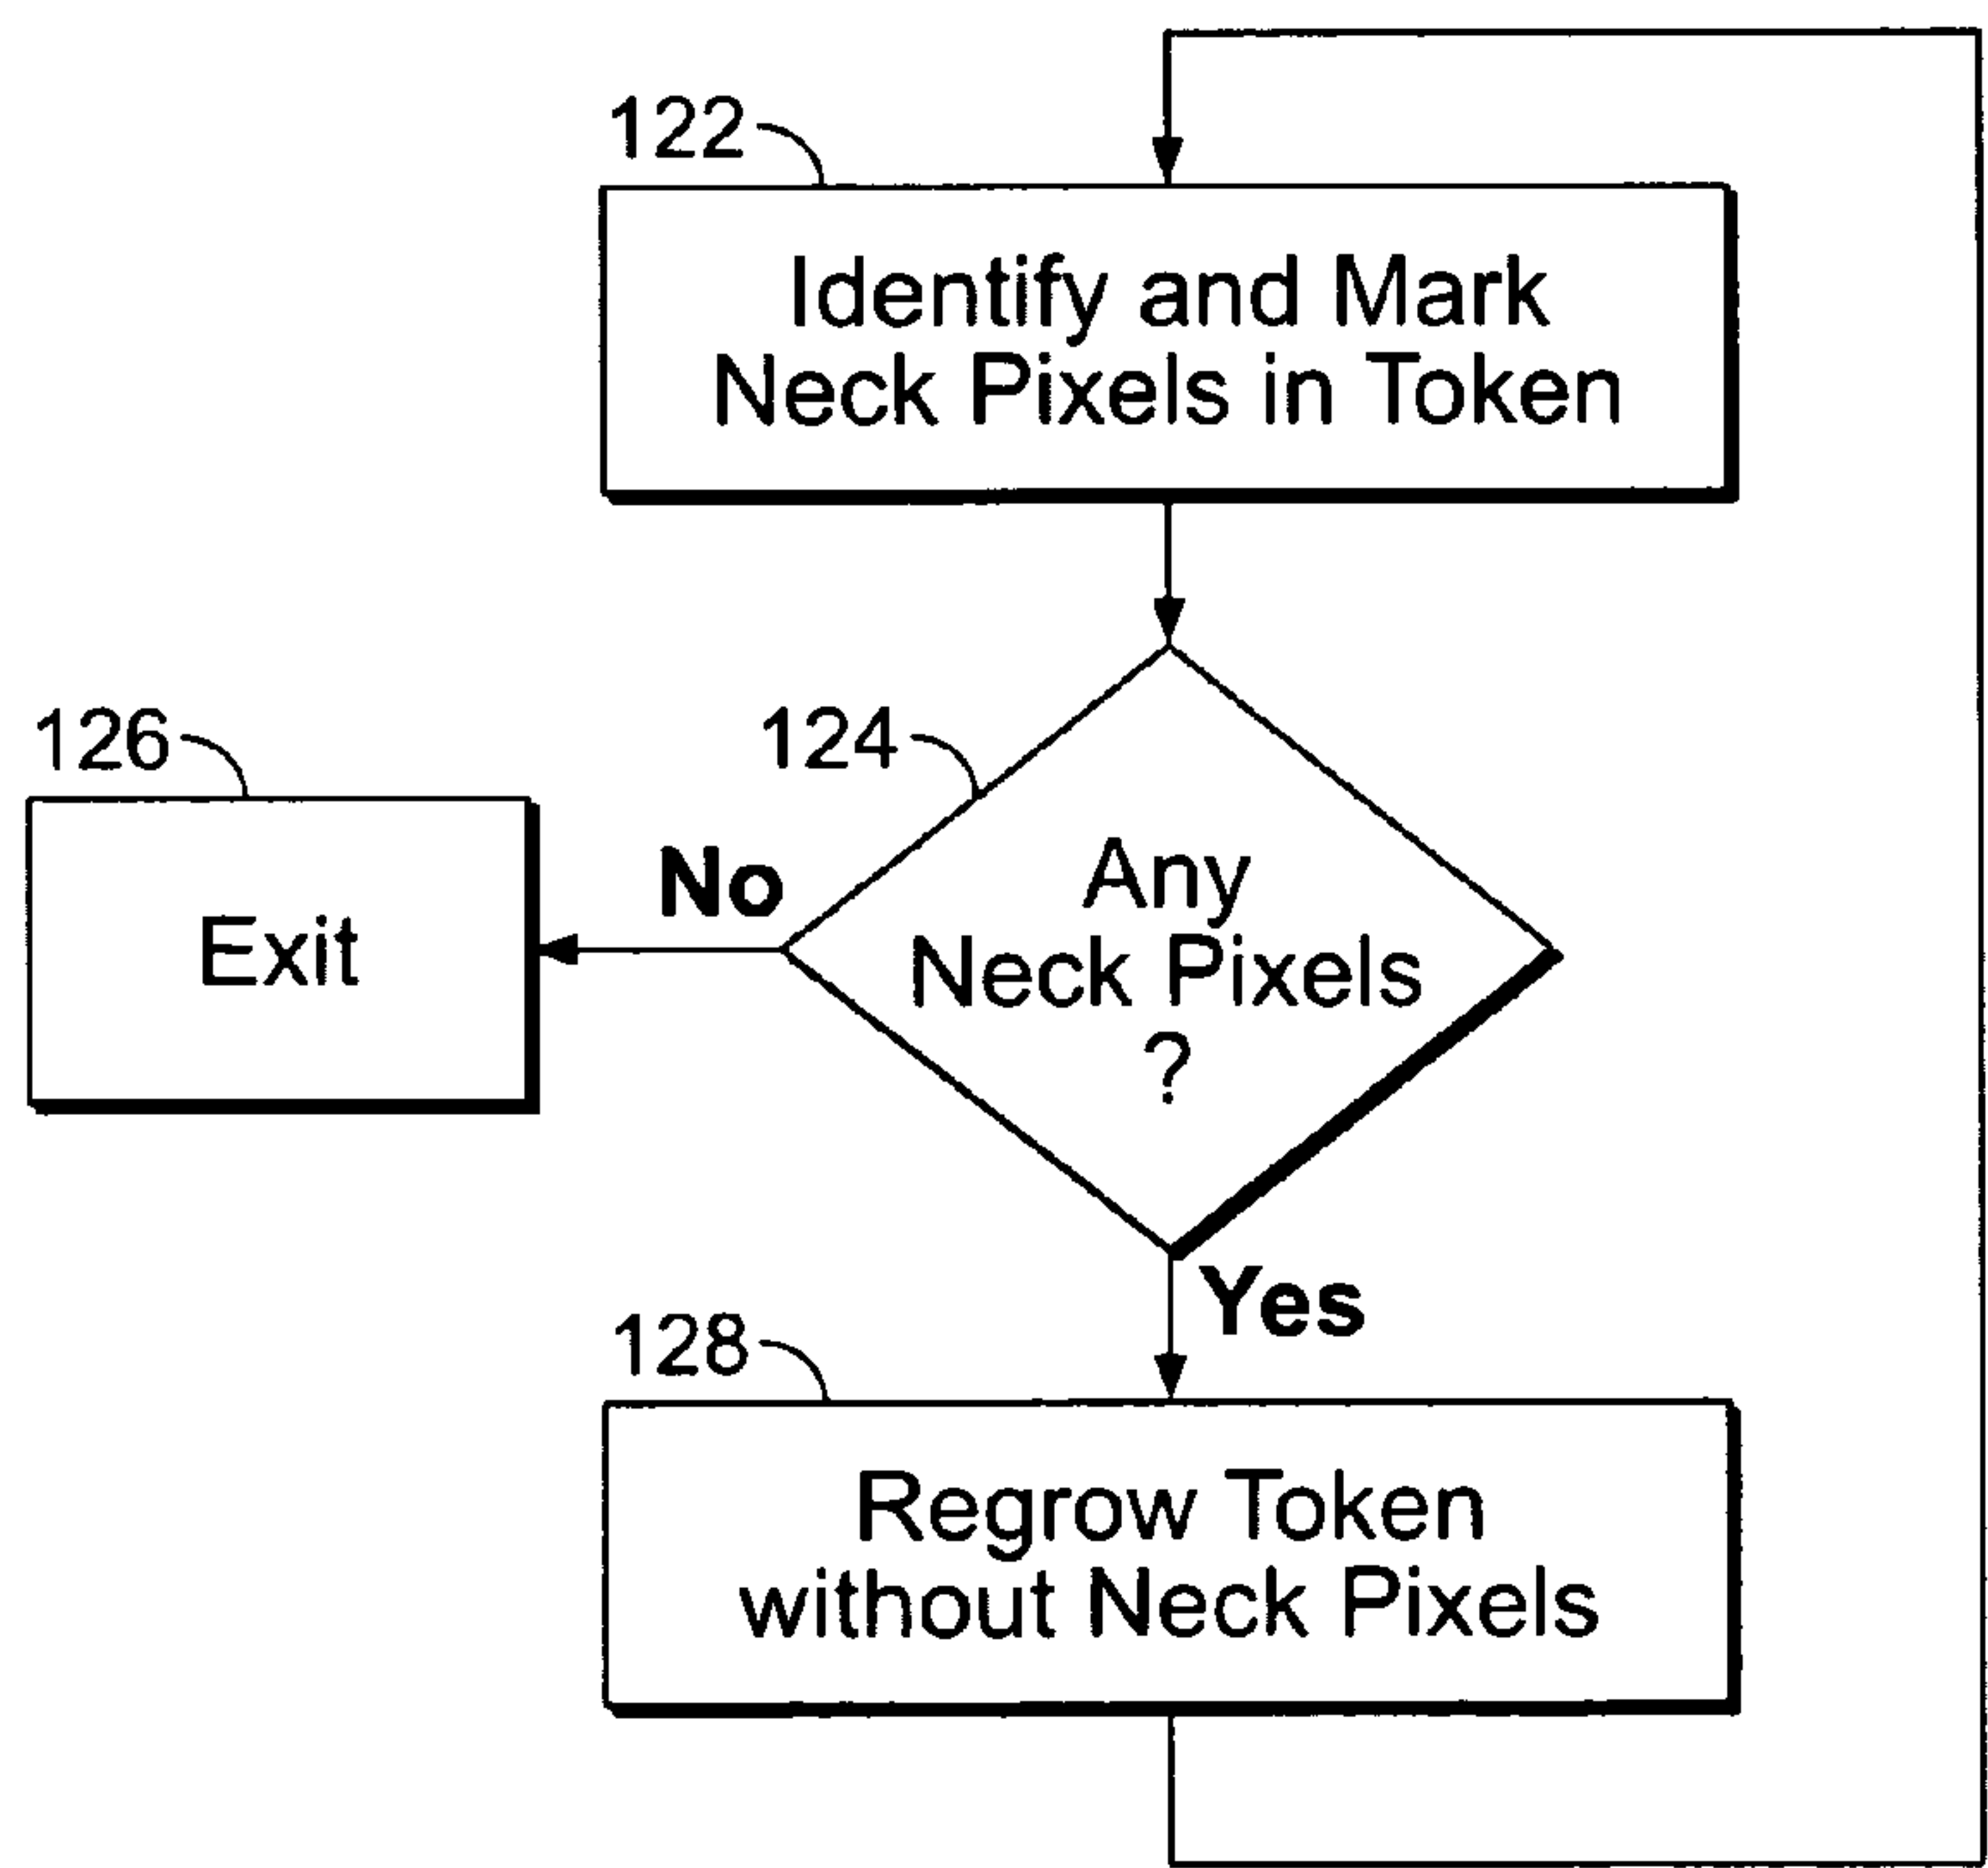 122
Identify and Mark
Neck Pixels in Token
126
124
No
Exit
Any
Neck Pixels
?
Yes
128
Regrow Token
without Neck Pixels